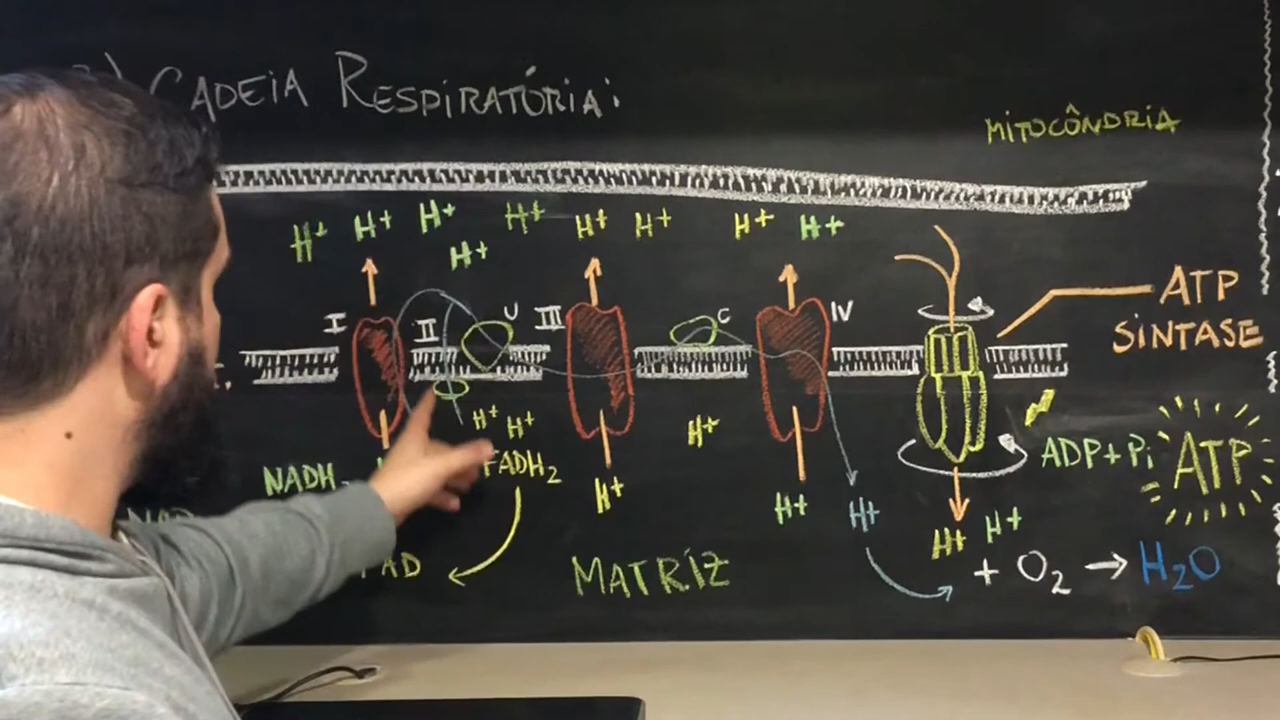 CADEIA RESPIRATÓRIA:
MITOCÔNDRIA
H+ H+ H+ H+ H+ H+ H+ H+
H+
I II U III C IV
ATP
SINTASE
H+ H+ H+
NADH FADH2 ADP+Pi ATP
H+ H+ H+ H+ H+
FAD MATRIZ + O2 → H2O